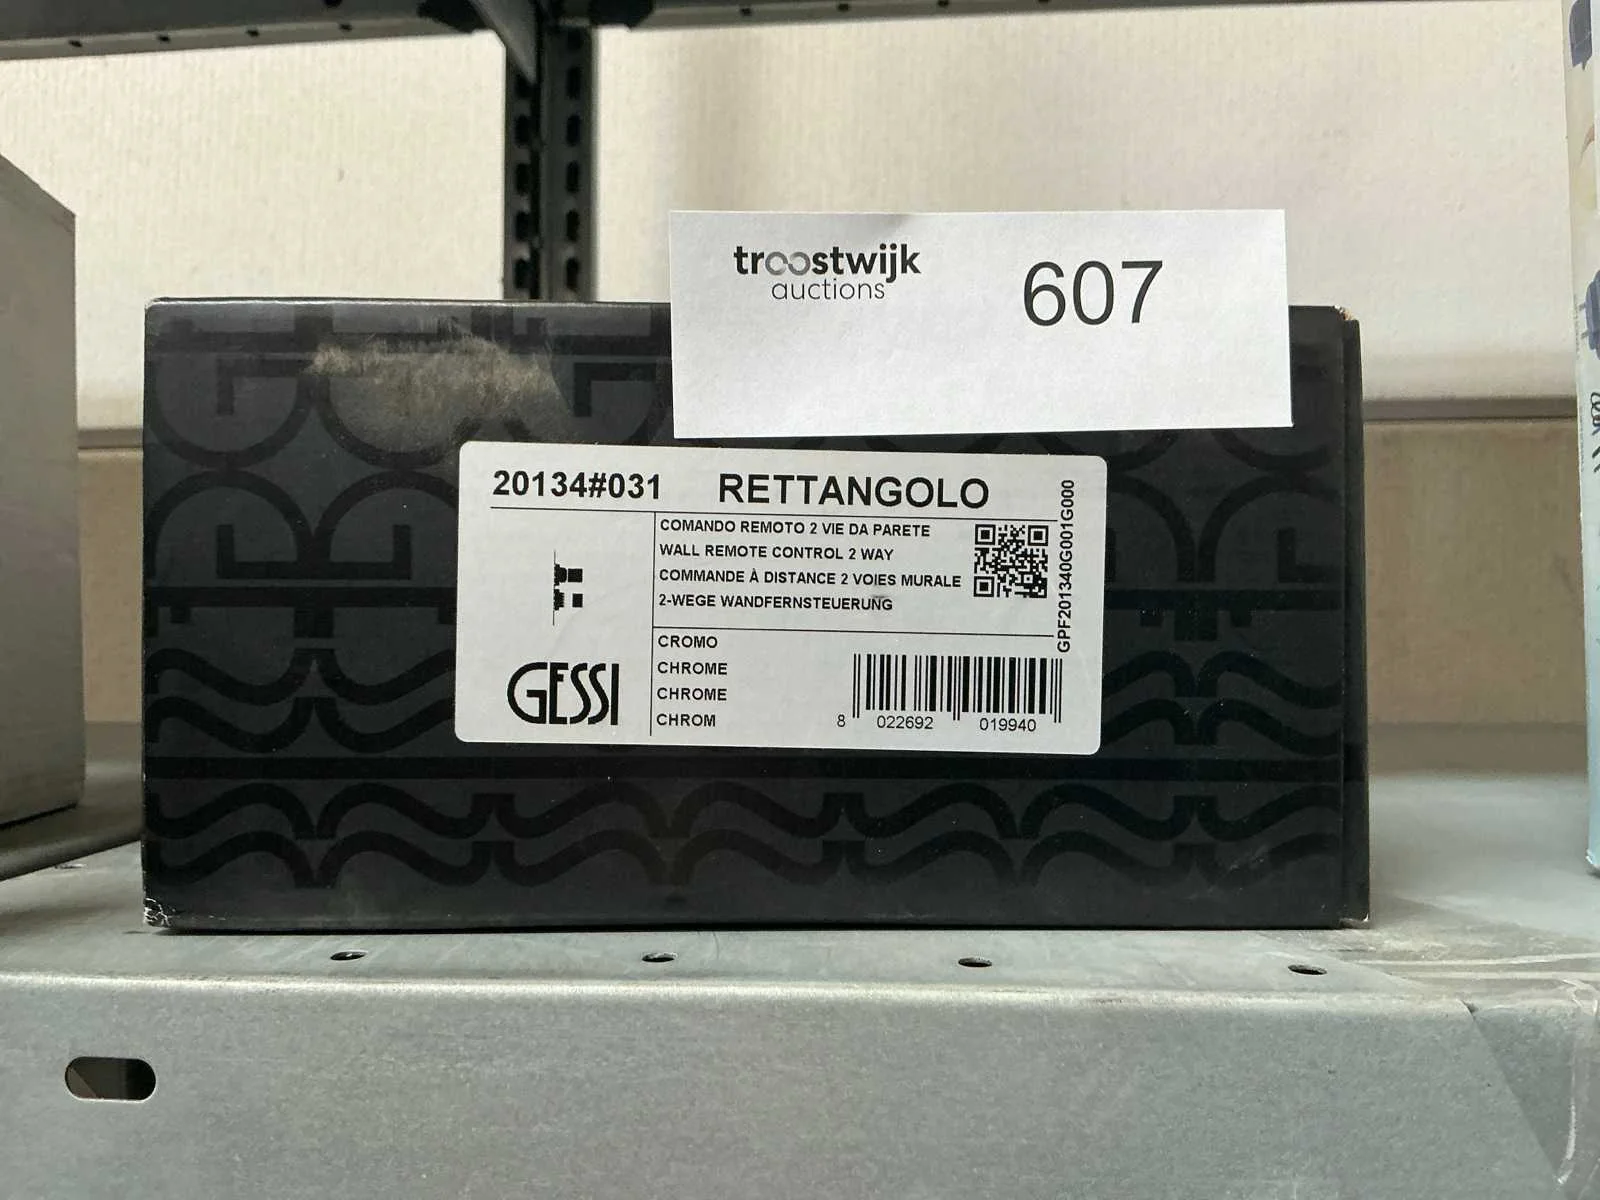 troostwijk
auctions
607
20134#031 RETTANGOLO
COMANDO REMOTO 2 VIE DA PARETE
WALL REMOTE CONTROL 2 WAY
COMMANDE À DISTANCE 2 VOIES MURALE
2-WEGE WANDFERNSTEUERUNG
GPF201340G001G000
CROMO
CHROME
CHROME
CHROM
GESSI
8 022692 019940